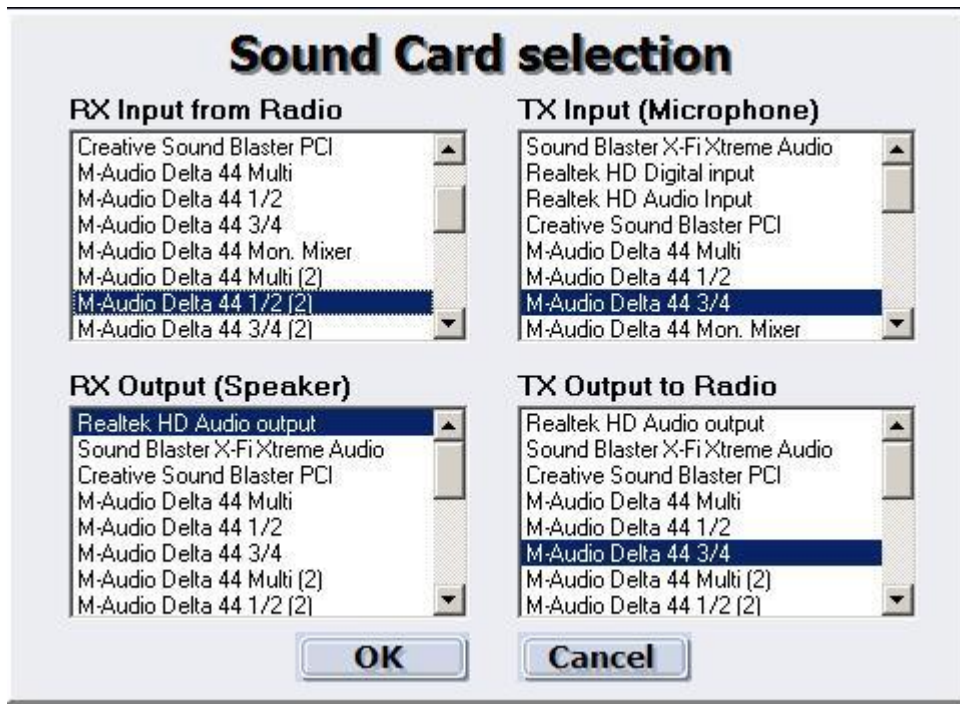 Sound Card selection
RX Input from Radio
Creative Sound Blaster PCI
M-Audio Delta 44 Multi
M-Audio Delta 44 1/2
M-Audio Delta 44 3/4
M-Audio Delta 44 Mon. Mixer
M-Audio Delta 44 Multi (2)
M-Audio Delta 44 1/2 (2)
M-Audio Delta 44 3/4 (2)
TX Input (Microphone)
Sound Blaster X-Fi Xtreme Audio
Realtek HD Digital input
Realtek HD Audio Input
Creative Sound Blaster PCI
M-Audio Delta 44 Multi
M-Audio Delta 44 1/2
M-Audio Delta 44 3/4
M-Audio Delta 44 Mon. Mixer
RX Output (Speaker)
Realtek HD Audio output
Sound Blaster X-Fi Xtreme Audio
Creative Sound Blaster PCI
M-Audio Delta 44 Multi
M-Audio Delta 44 1/2
M-Audio Delta 44 3/4
M-Audio Delta 44 Multi (2)
M-Audio Delta 44 1/2 (2)
TX Output to Radio
Realtek HD Audio output
Sound Blaster X-Fi Xtreme Audio
Creative Sound Blaster PCI
M-Audio Delta 44 Multi
M-Audio Delta 44 1/2
M-Audio Delta 44 3/4
M-Audio Delta 44 Multi (2)
M-Audio Delta 44 1/2 (2)
OK
Cancel